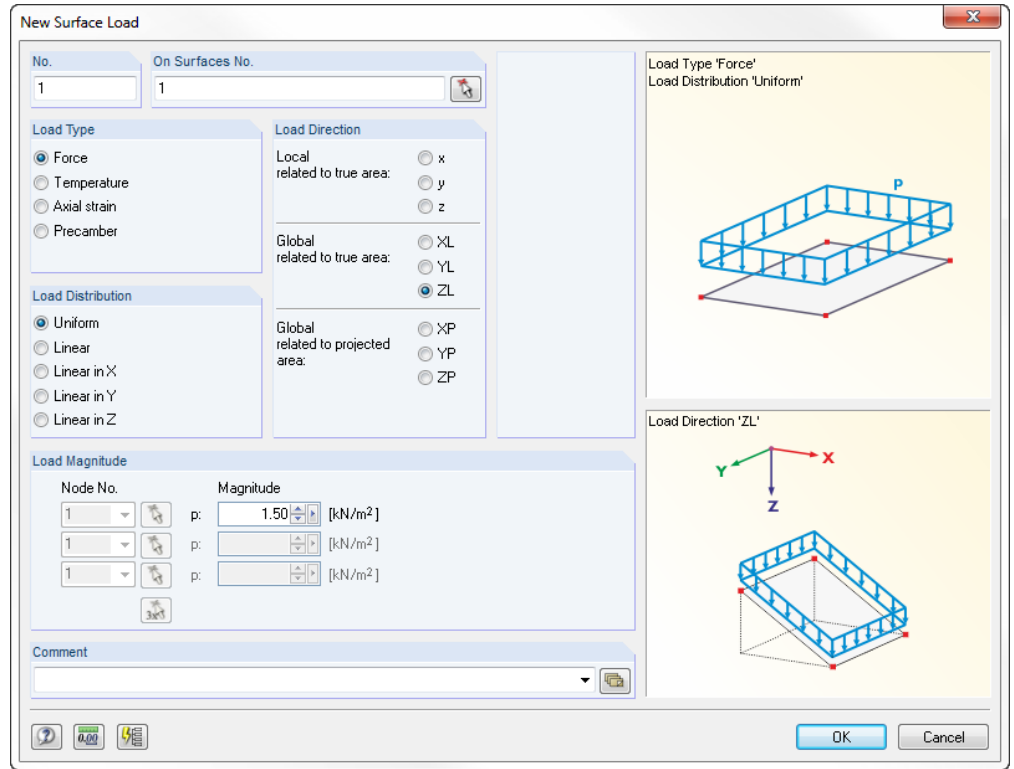 New Surface Load
No.
On Surfaces No.
1
1
Load Type
Force
Temperature
Axial strain
Precamber
Load Distribution
Uniform
Linear
Linear in X
Linear in Y
Linear in Z
Load Direction
Local
related to true area:
x
y
z
Global
related to true area:
XL
YL
ZL
Global
related to projected
area:
XP
YP
ZP
Load Magnitude
Node No.
Magnitude
1 p: 1.50 [kN/m²]
1 p: [kN/m²]
1 p: [kN/m²]
3x
Comment
0.00
Load Type 'Force'
Load Distribution 'Uniform'
p
Load Direction 'ZL'
X
Y
Z
OK
Cancel